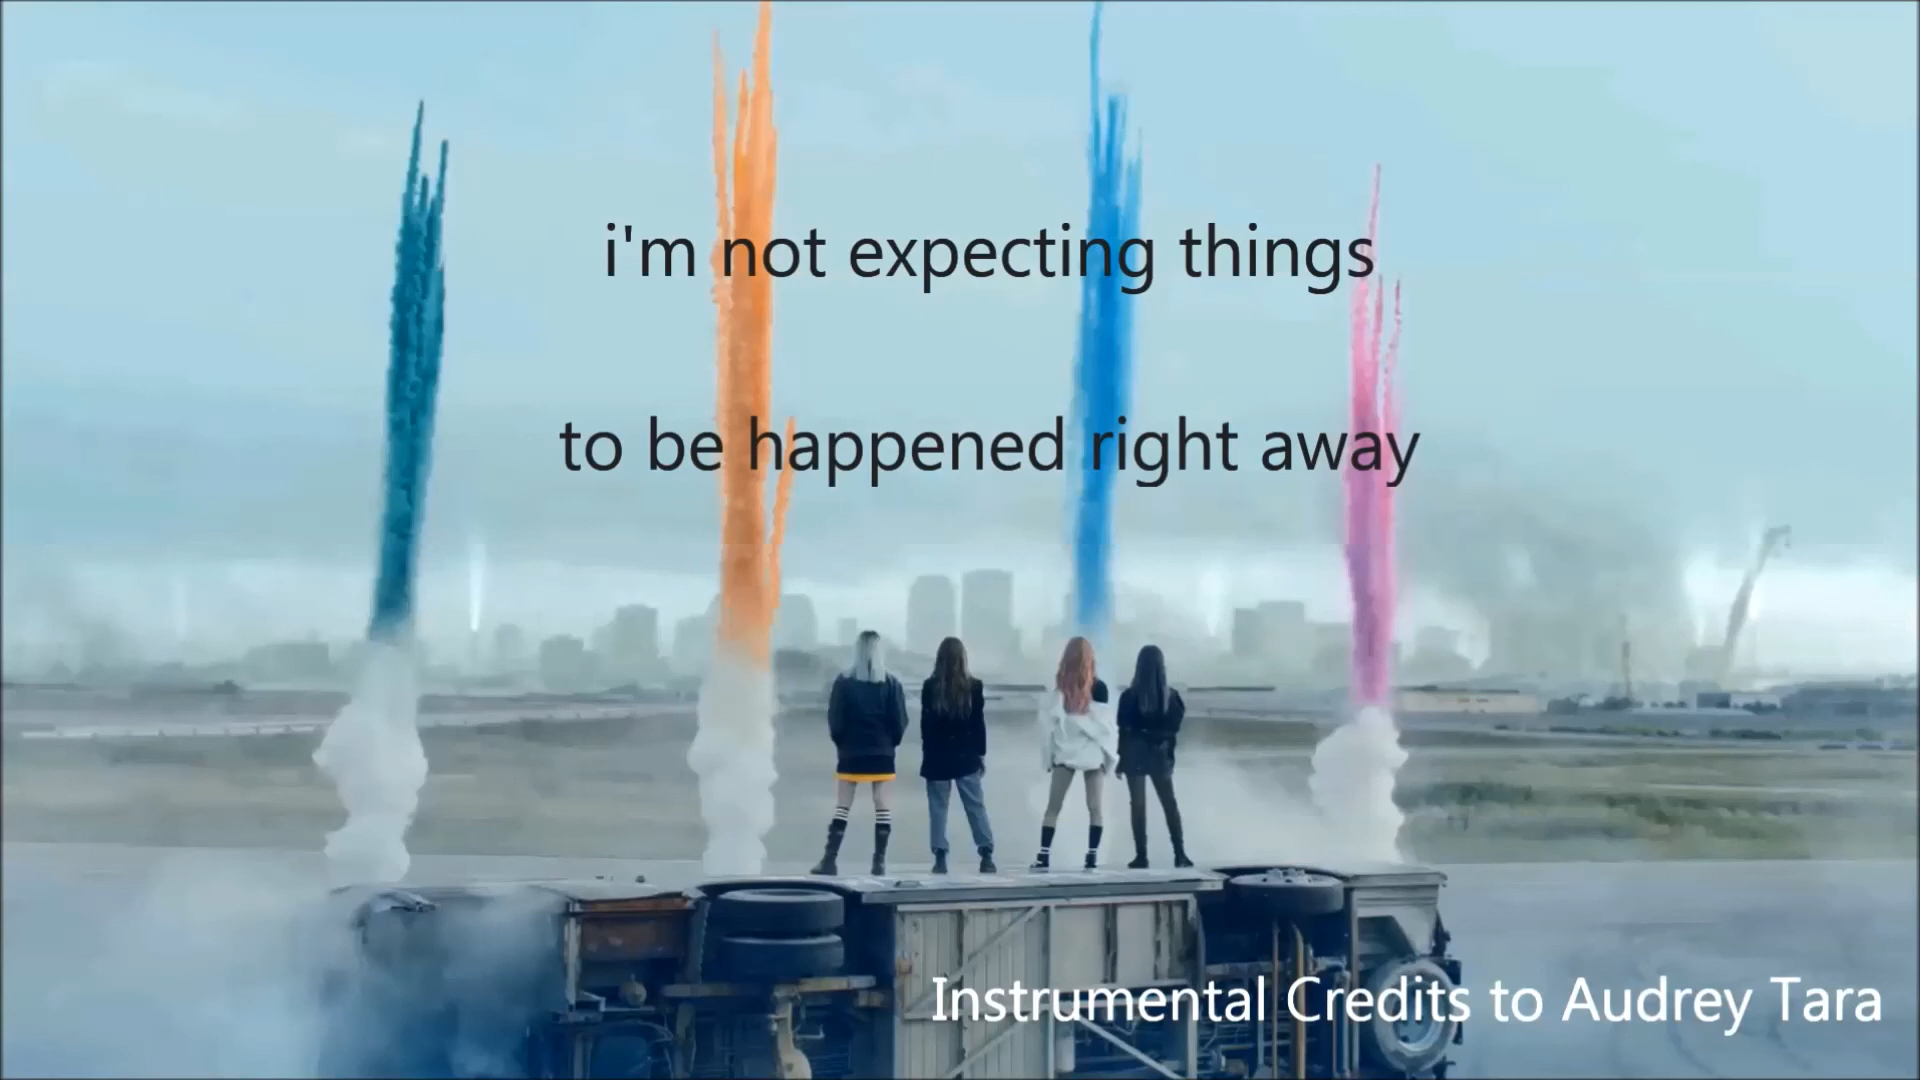 i'm not expecting things
to be happened right away
Instrumental Credits to Audrey Tara